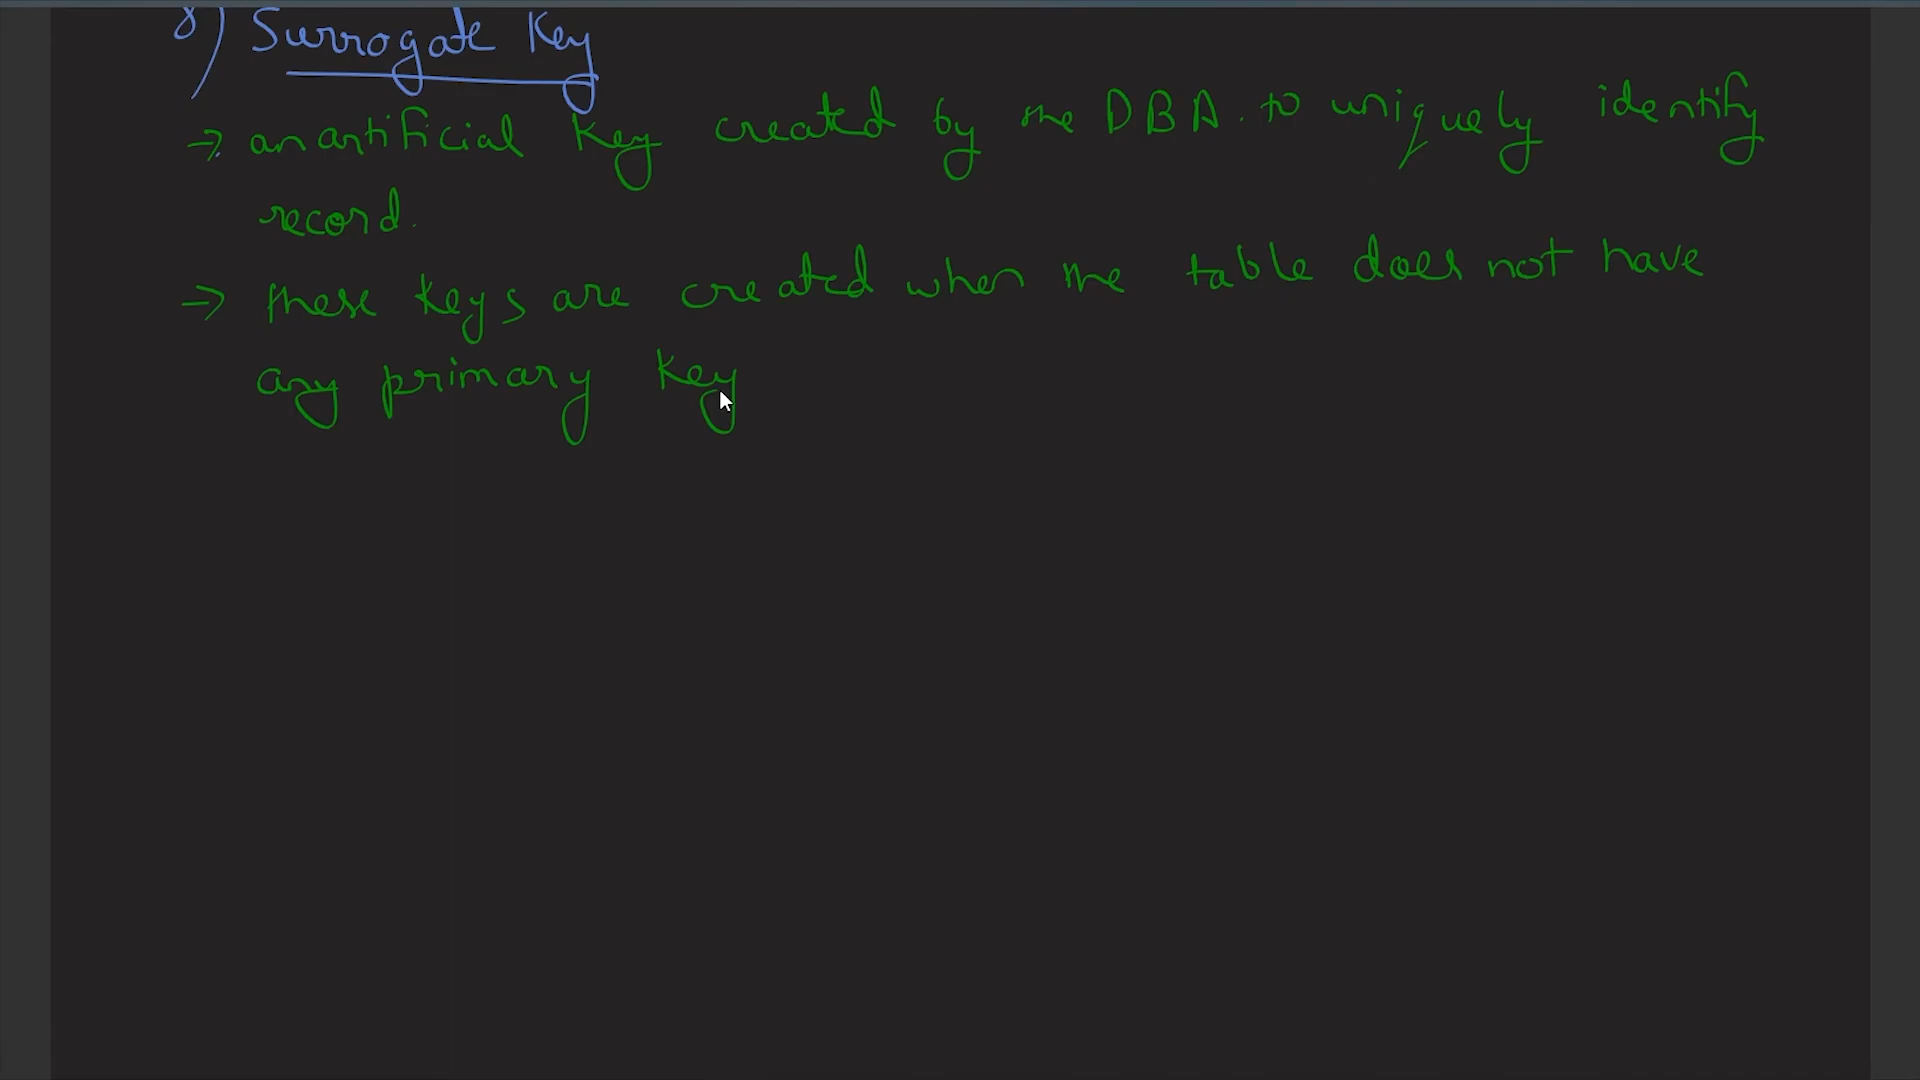 8) Surrogate Key
→ an artificial key created by the DBA. to uniquely identify
record.
→ these keys are created when the table does not have
any primary key